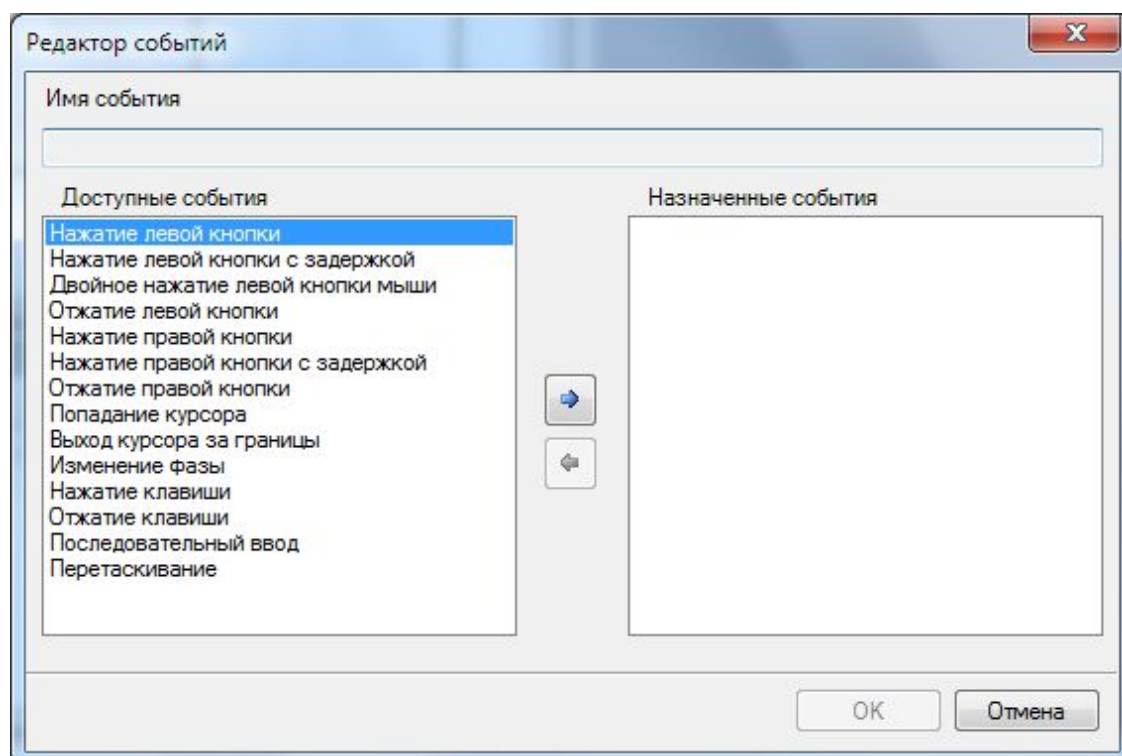 Редактор событий
Имя события
Доступные события
Назначенные события
Нажатие левой кнопки
Нажатие левой кнопки с задержкой
Двойное нажатие левой кнопки мыши
Отжатие левой кнопки
Нажатие правой кнопки
Нажатие правой кнопки с задержкой
Отжатие правой кнопки
Попадание курсора
Выход курсора за границы
Изменение фазы
Нажатие клавиши
Отжатие клавиши
Последовательный ввод
Перетаскивание
OK
Отмена